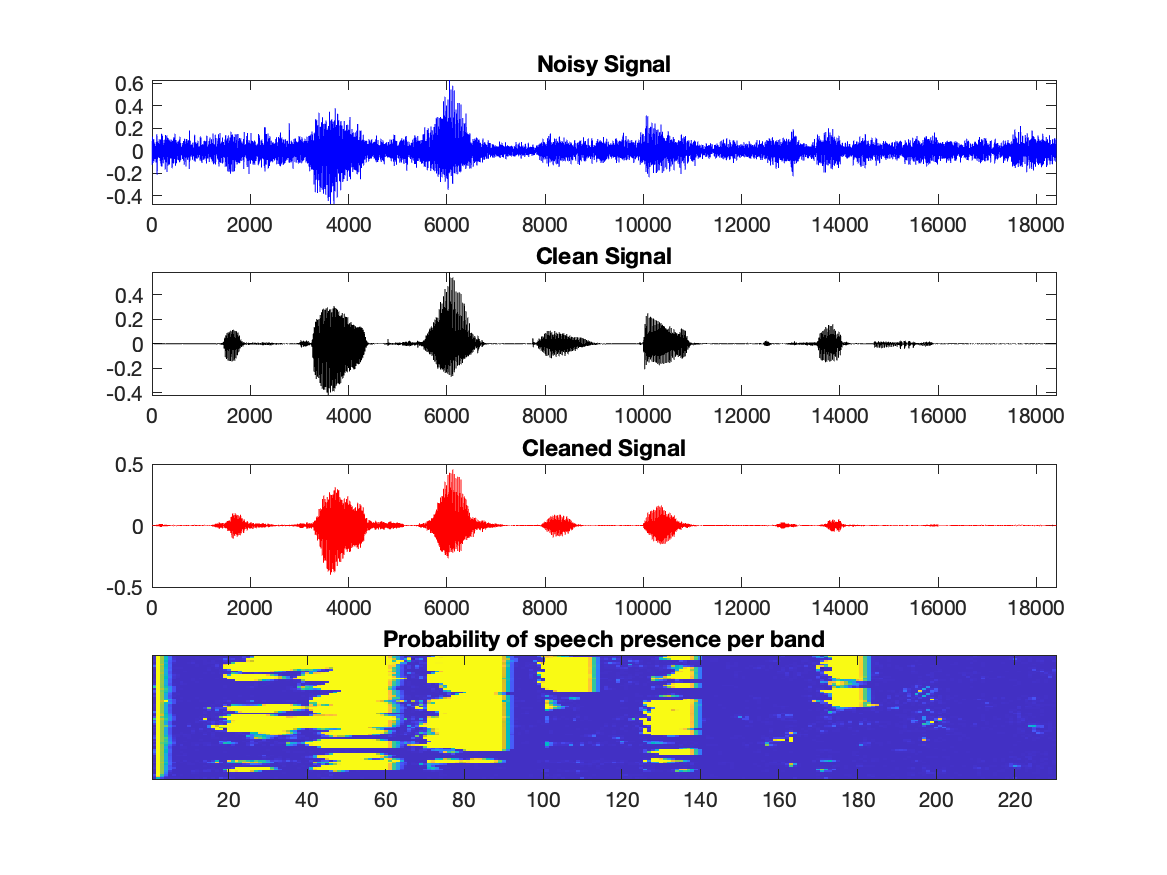 Noisy Signal
0.6
0.4
0.2
0
-0.2
-0.4
0 2000 4000 6000 8000 10000 12000 14000 16000 18000
Clean Signal
0.4
0.2
0
-0.2
-0.4
0 2000 4000 6000 8000 10000 12000 14000 16000 18000
Cleaned Signal
0.5
0
-0.5
0 2000 4000 6000 8000 10000 12000 14000 16000 18000
Probability of speech presence per band
20 40 60 80 100 120 140 160 180 200 220